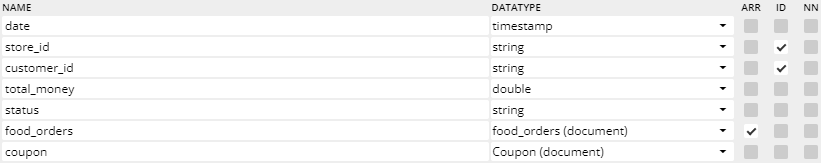 NAME DATATYPE ARR ID NN
date timestamp
store_id string
customer_id string
total_money double
status string
food_orders food_orders (document)
coupon Coupon (document)